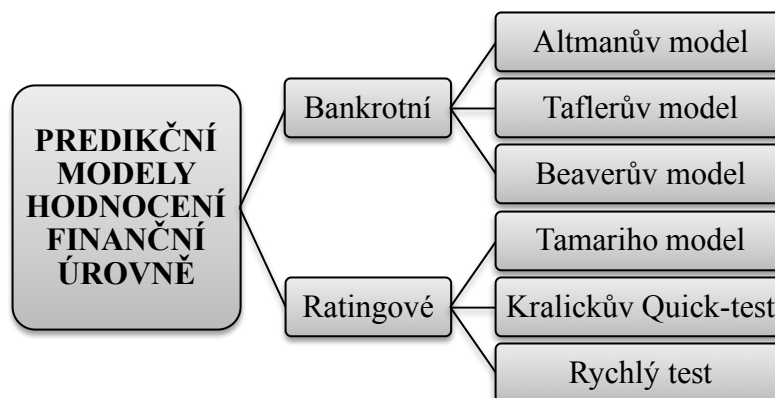 PREDIKČNÍ
MODELY
HODNOCENÍ
FINANČNÍ
ÚROVNĚ
Bankrotní
Altmanův model
Taflerův model
Beaverův model
Ratingové
Tamariho model
Kralickův Quick-test
Rychlý test